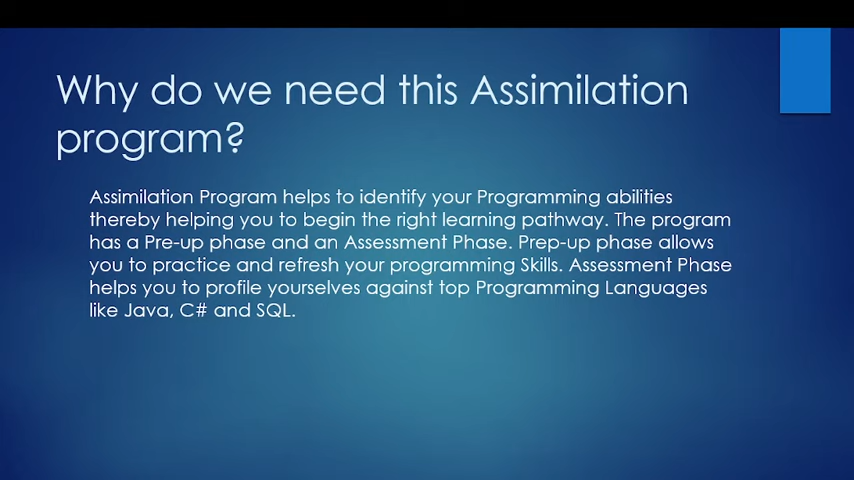 Why do we need this Assimilation
program?
Assimilation Program helps to identify your Programming abilities
thereby helping you to begin the right learning pathway. The program
has a Pre-up phase and an Assessment Phase. Prep-up phase allows
you to practice and refresh your programming Skills. Assessment Phase
helps you to profile yourselves against top Programming Languages
like Java, C# and SQL.